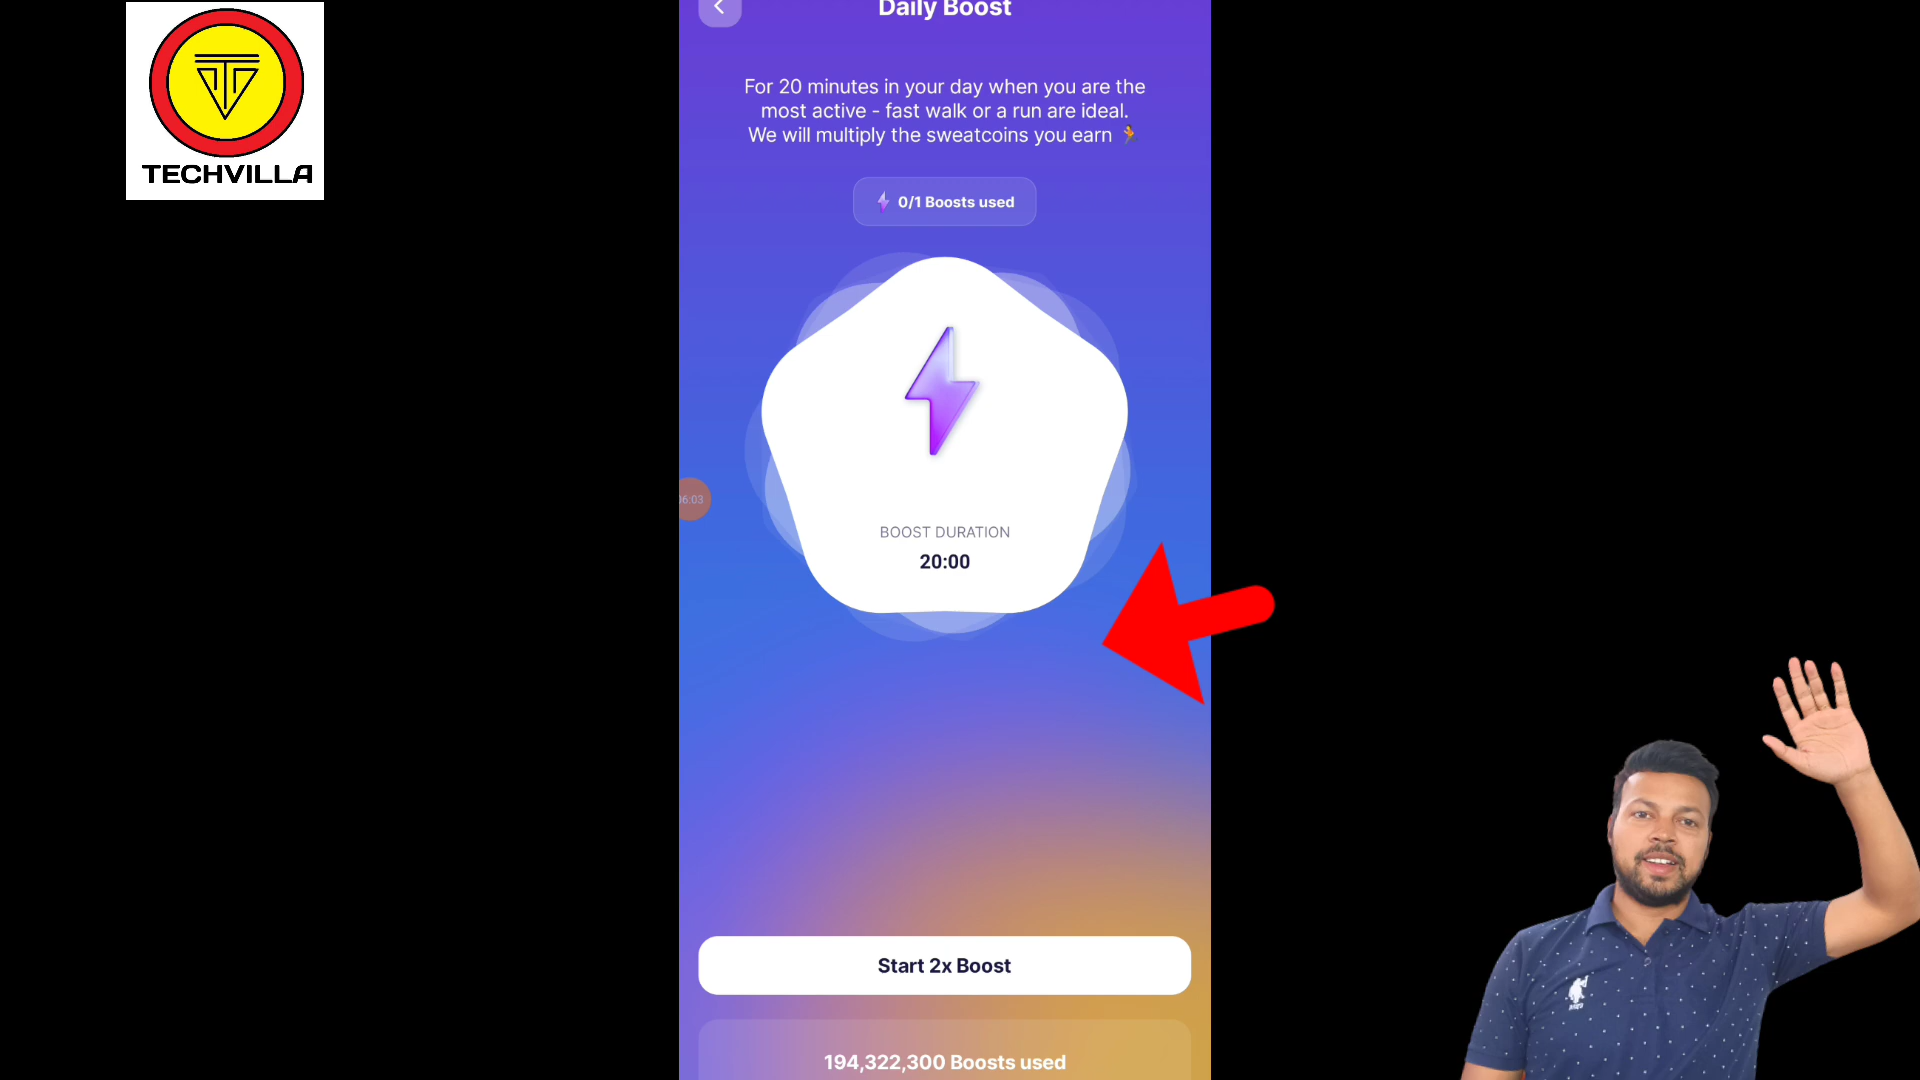 TECHVILLA
Daily Boost
For 20 minutes in your day when you are the
most active - fast walk or a run are ideal.
We will multiply the sweatcoins you earn 🏃
0/1 Boosts used
BOOST DURATION
20:00
Start 2x Boost
194,322,300 Boosts used